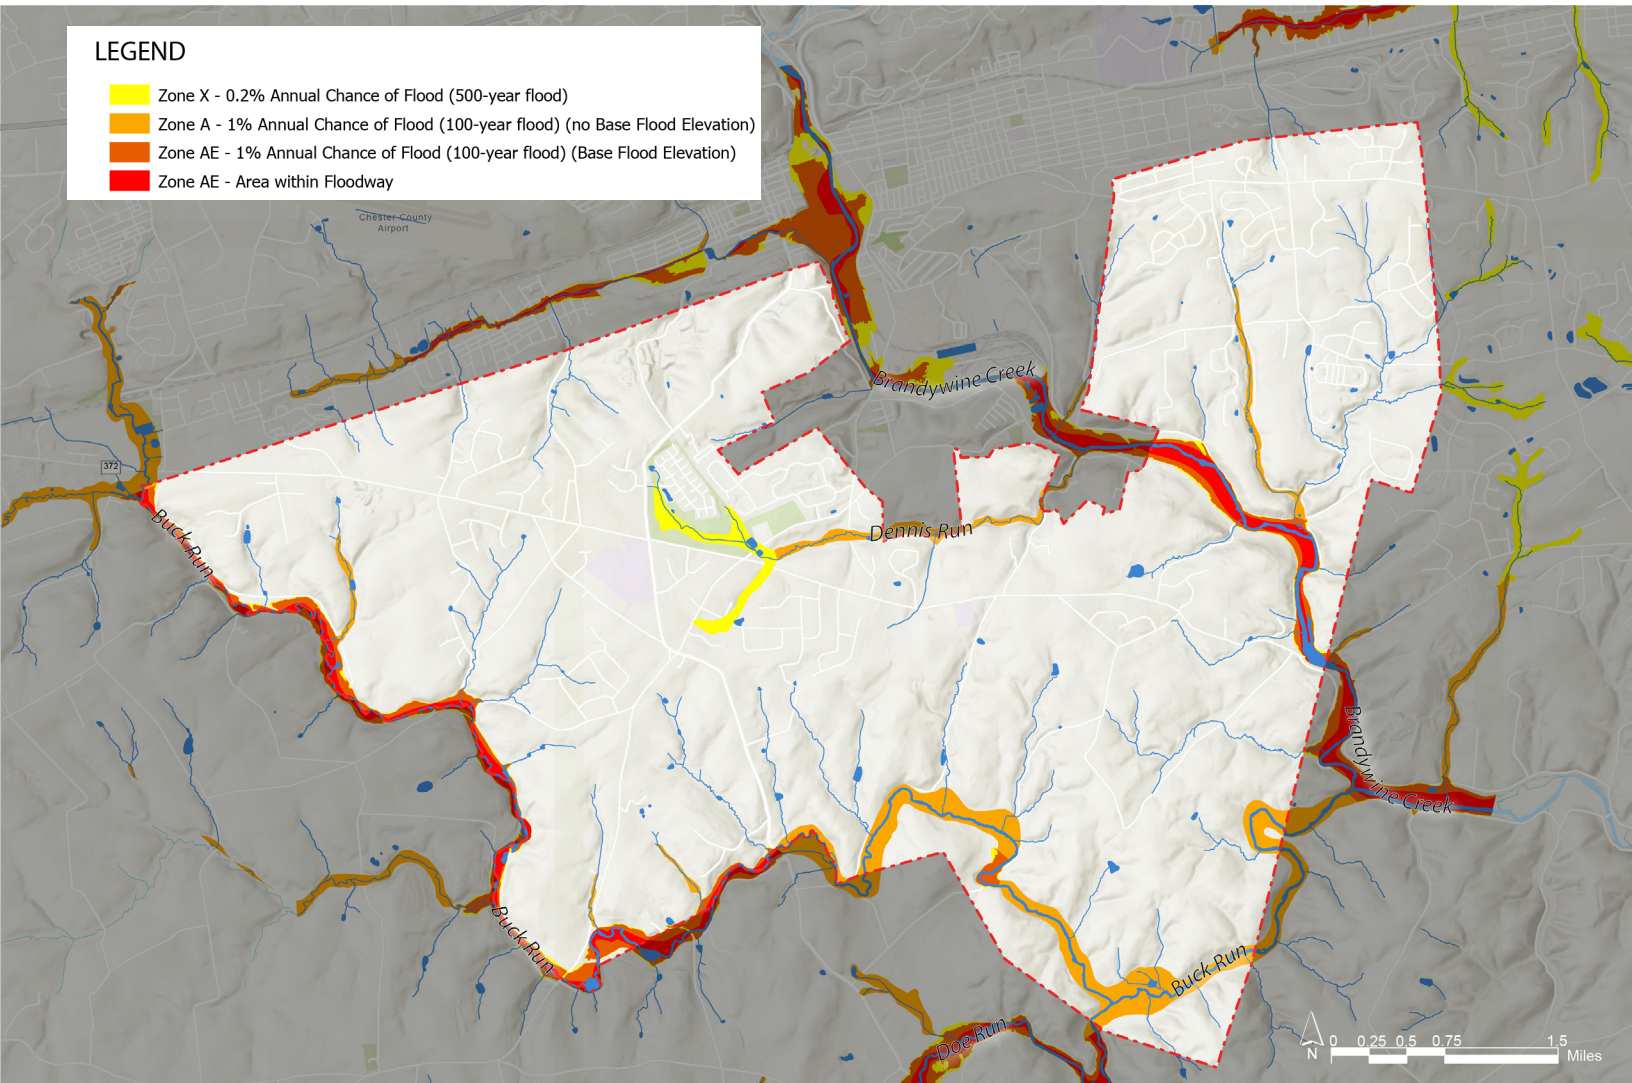 LEGEND
Zone X - 0.2% Annual Chance of Flood (500-year flood)
Zone A - 1% Annual Chance of Flood (100-year flood) (no Base Flood Elevation)
Zone AE - 1% Annual Chance of Flood (100-year flood) (Base Flood Elevation)
Zone AE - Area within Floodway
Chester County
Airport
Brandywine Creek
372
Buck Run
Dennis Run
Brandywine Creek
Buck Run
Buck Run
Doe Run
N
0 0.25 0.5 0.75 1.5
Miles